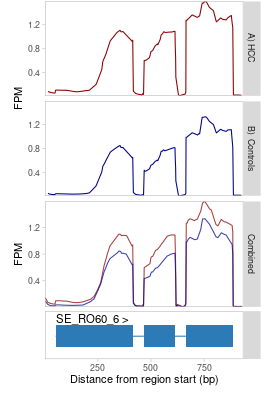 1.2
0.8
0.4
FPM
A) HCC
1.2
0.8
0.4
FPM
B) Controls
1.2
0.8
0.4
FPM
Combined
SE_RO60_6 >
250
500
750
Distance from region start (bp)